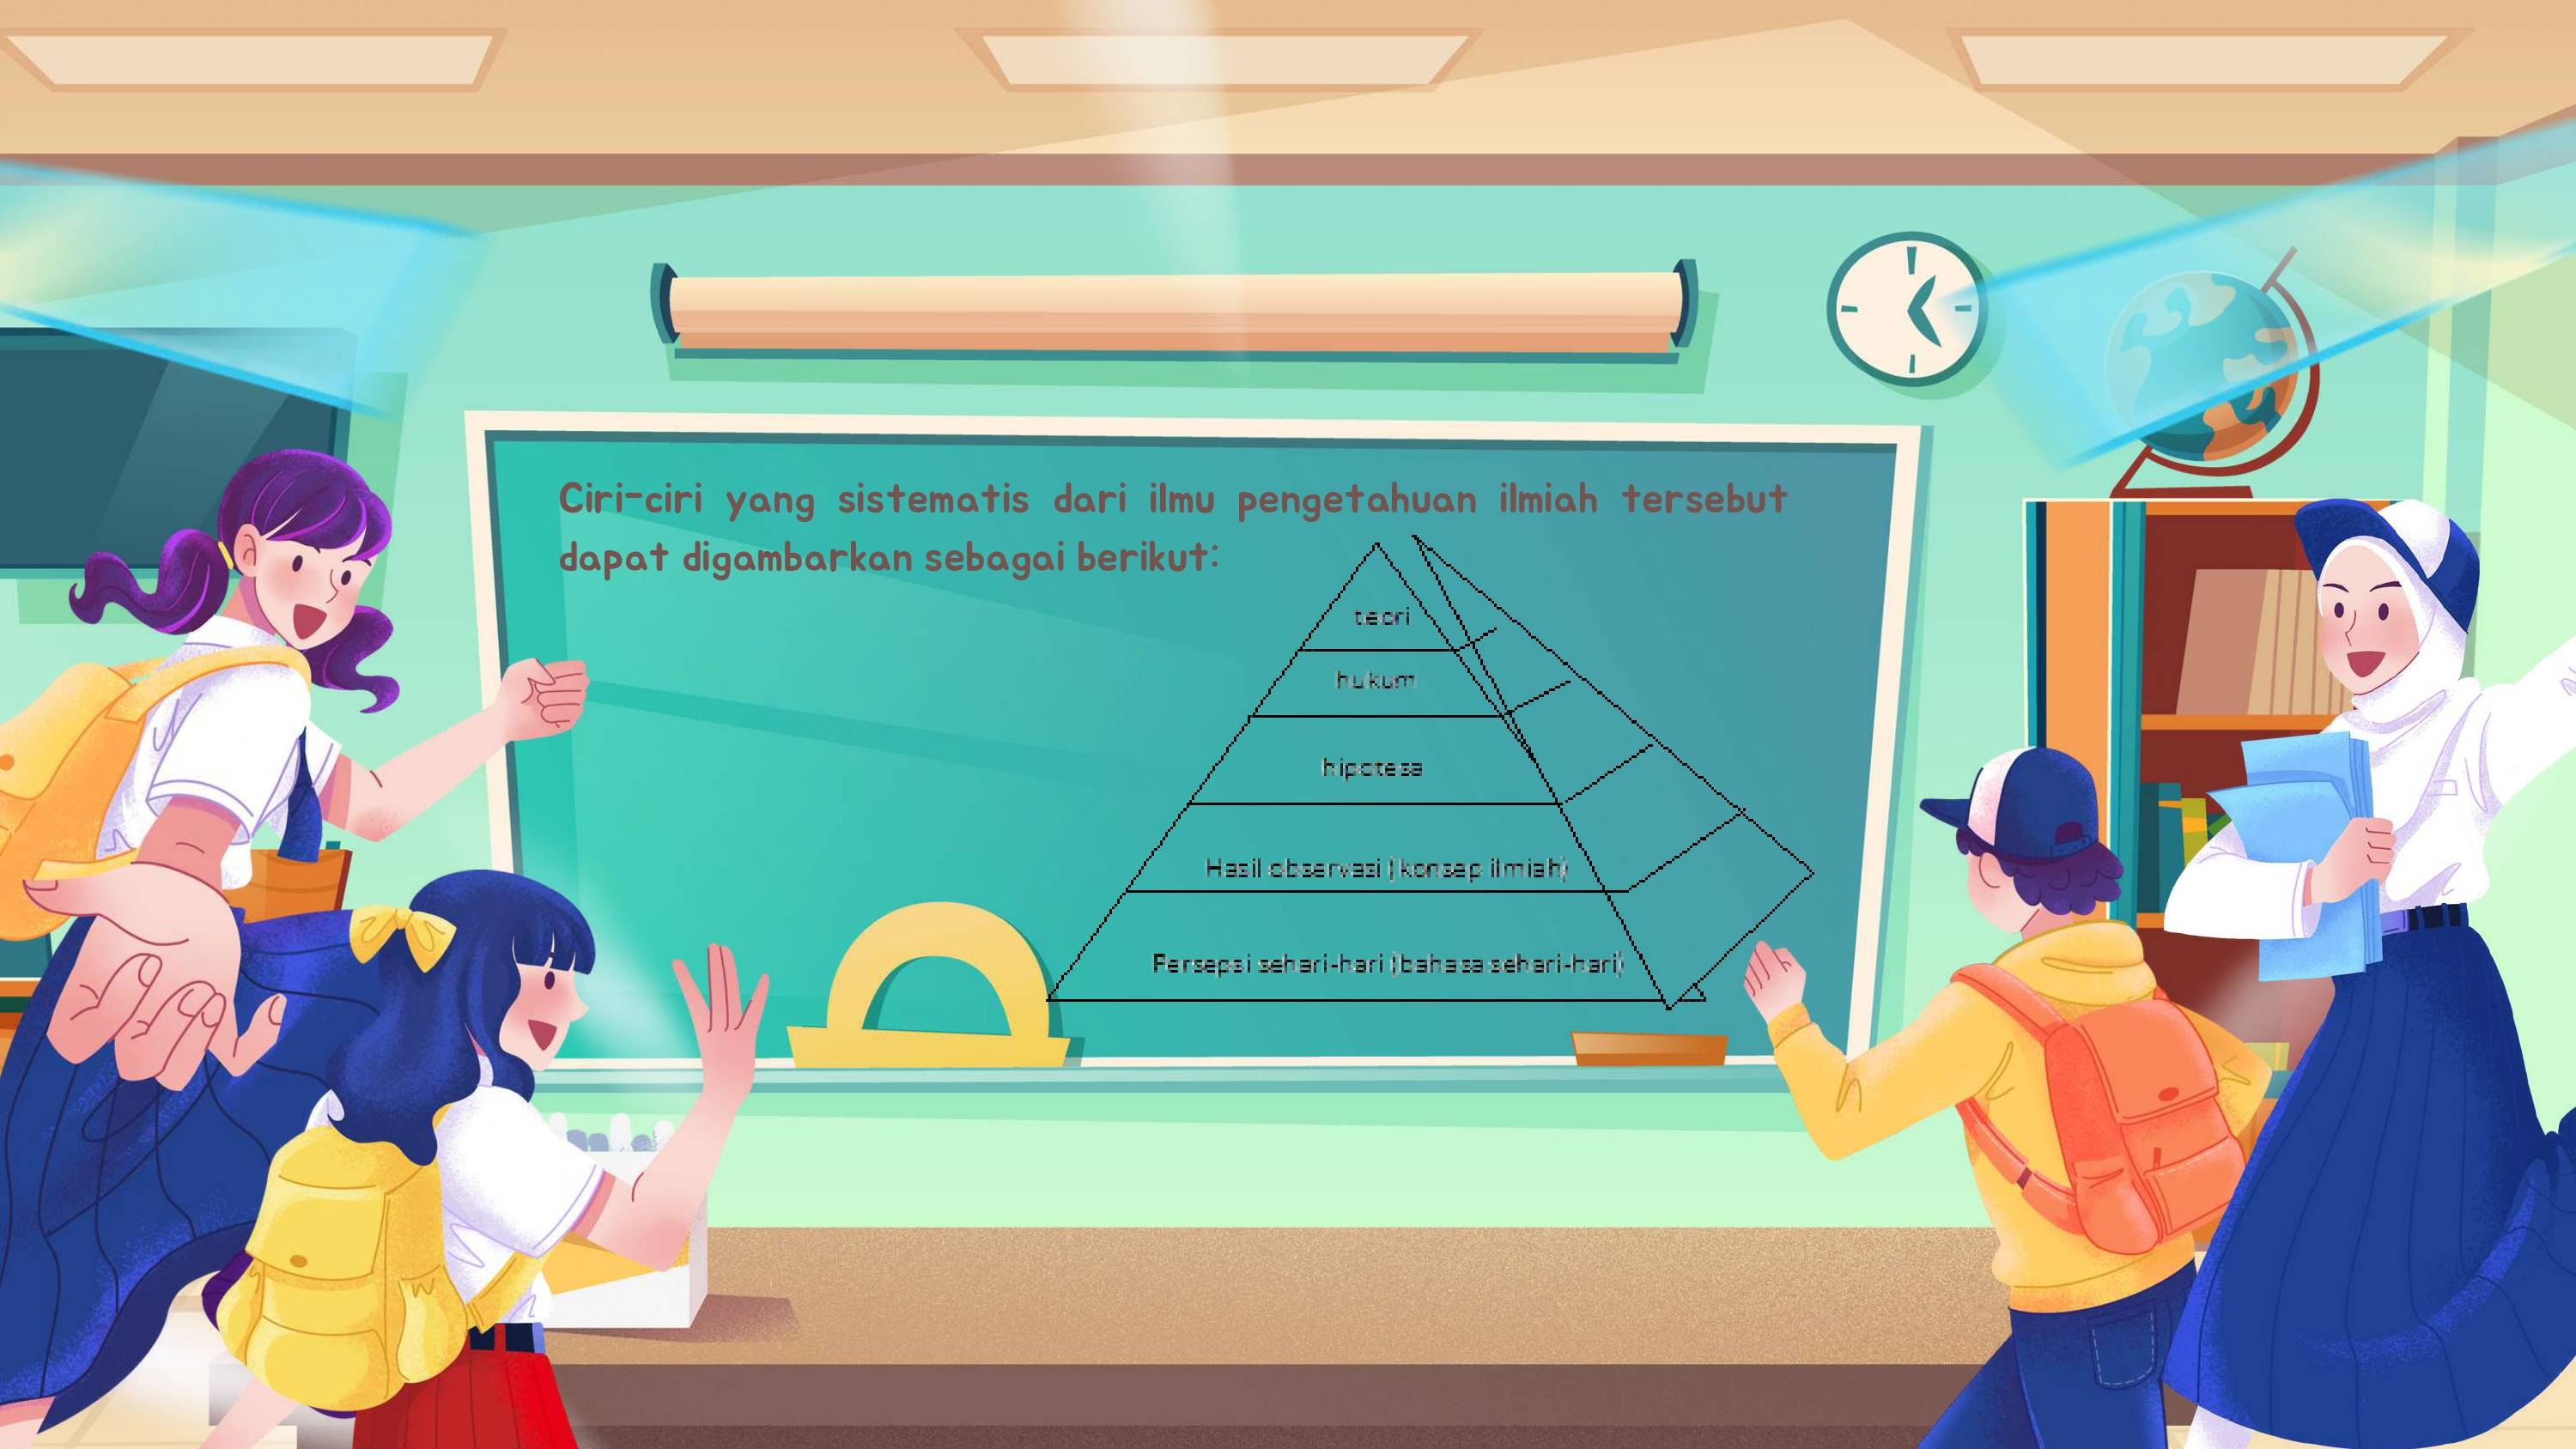 Ciri-ciri yang sistematis dari ilmu pengetahuan ilmiah tersebut
dapat digambarkan sebagai berikut:
teori
hukum
hipotesa
Hasil observasi (konsep ilmiah)
Persepsi sehari-hari (bahasa sehari-hari)